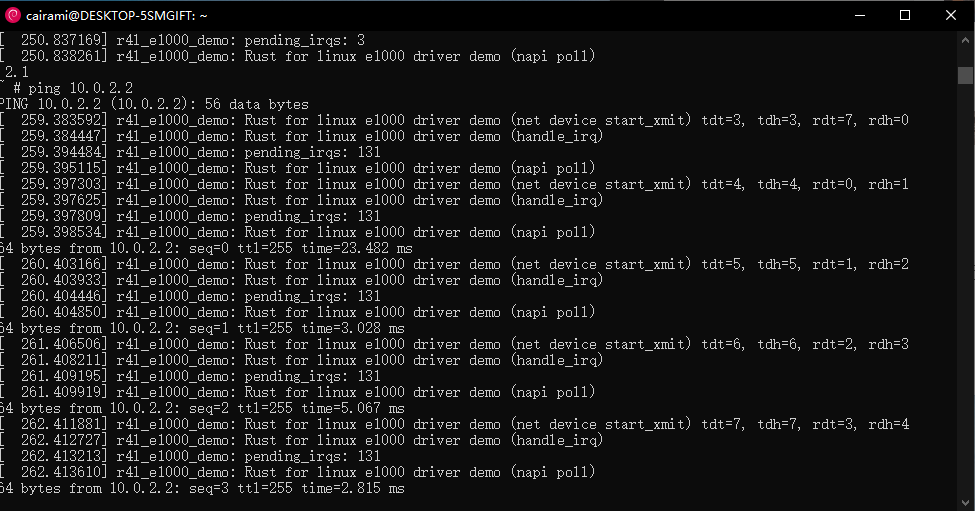 cairami@DESKTOP-5SMGIFT: ~
[  250.837169] r4l_e1000_demo: pending_irqs: 3
[  250.838261] r4l_e1000_demo: Rust for linux e1000 driver demo (napi poll)
.2.1
~ # ping 10.0.2.2
PING 10.0.2.2 (10.0.2.2): 56 data bytes
[  259.383592] r4l_e1000_demo: Rust for linux e1000 driver demo (net device start_xmit) tdt=3, tdh=3, rdt=7, rdh=0
[  259.384447] r4l_e1000_demo: Rust for linux e1000 driver demo (handle_irq)
[  259.394484] r4l_e1000_demo: pending_irqs: 131
[  259.395115] r4l_e1000_demo: Rust for linux e1000 driver demo (napi poll)
[  259.397303] r4l_e1000_demo: Rust for linux e1000 driver demo (net device start_xmit) tdt=4, tdh=4, rdt=0, rdh=1
[  259.397625] r4l_e1000_demo: Rust for linux e1000 driver demo (handle_irq)
[  259.397809] r4l_e1000_demo: pending_irqs: 131
[  259.398534] r4l_e1000_demo: Rust for linux e1000 driver demo (napi poll)
64 bytes from 10.0.2.2: seq=0 ttl=255 time=23.482 ms
[  260.403166] r4l_e1000_demo: Rust for linux e1000 driver demo (net device start_xmit) tdt=5, tdh=5, rdt=1, rdh=2
[  260.403933] r4l_e1000_demo: Rust for linux e1000 driver demo (handle_irq)
[  260.404446] r4l_e1000_demo: pending_irqs: 131
[  260.404850] r4l_e1000_demo: Rust for linux e1000 driver demo (napi poll)
64 bytes from 10.0.2.2: seq=1 ttl=255 time=3.028 ms
[  261.406506] r4l_e1000_demo: Rust for linux e1000 driver demo (net device start_xmit) tdt=6, tdh=6, rdt=2, rdh=3
[  261.408211] r4l_e1000_demo: Rust for linux e1000 driver demo (handle_irq)
[  261.409195] r4l_e1000_demo: pending_irqs: 131
[  261.409919] r4l_e1000_demo: Rust for linux e1000 driver demo (napi poll)
64 bytes from 10.0.2.2: seq=2 ttl=255 time=5.067 ms
[  262.411881] r4l_e1000_demo: Rust for linux e1000 driver demo (net device start_xmit) tdt=7, tdh=7, rdt=3, rdh=4
[  262.412727] r4l_e1000_demo: Rust for linux e1000 driver demo (handle_irq)
[  262.413213] r4l_e1000_demo: pending_irqs: 131
[  262.413610] r4l_e1000_demo: Rust for linux e1000 driver demo (napi poll)
64 bytes from 10.0.2.2: seq=3 ttl=255 time=2.815 ms